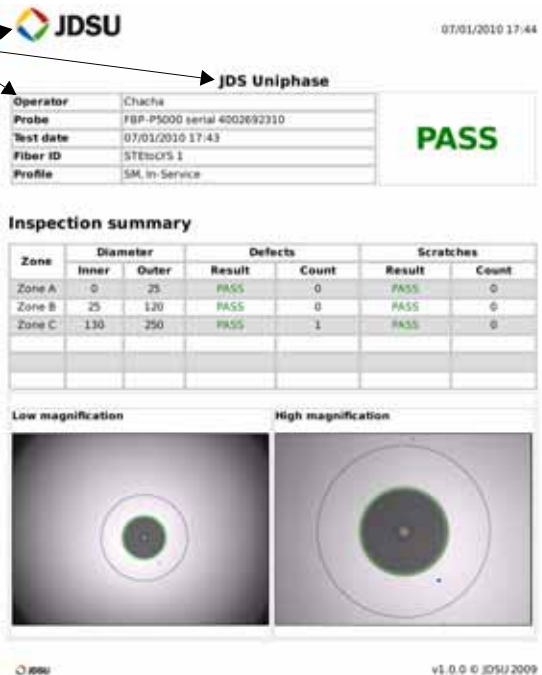 JDSU
07/01/2010 17:44
JDS Uniphase
Operator Chacha
Probe FBP-P5000 serial 4002692310
Test date 07/01/2010 17:43
Fiber ID STEtoLYS 1
Profile SM, In-Service
PASS
Inspection summary
Zone Diameter Defects Scratches
Inner Outer Result Count Result Count
Zone A 0 25 PASS 0 PASS 0
Zone B 25 120 PASS 0 PASS 0
Zone C 130 250 PASS 1 PASS 0
Low magnification High magnification
JDSU
v1.0.0 © JDSU 2009